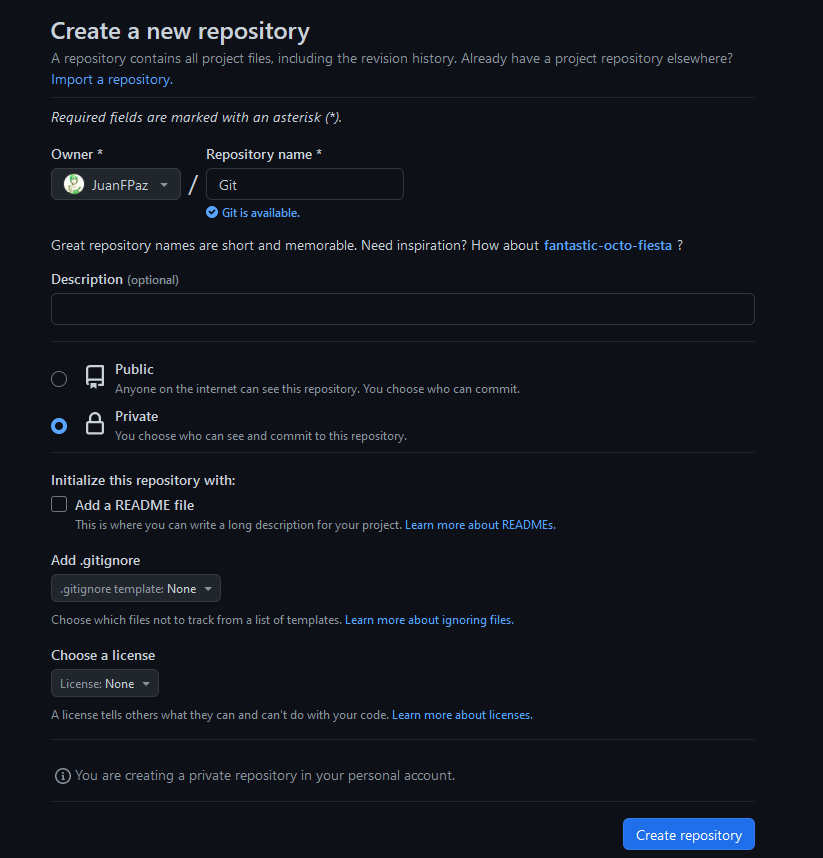 Create a new repository
A repository contains all project files, including the revision history. Already have a project repository elsewhere?
Import a repository.
Required fields are marked with an asterisk (*).
Owner * Repository name *
JuanFPaz / Git
Git is available.
Great repository names are short and memorable. Need inspiration? How about fantastic-octo-fiesta ?
Description (optional)
Public
Anyone on the internet can see this repository. You choose who can commit.
Private
You choose who can see and commit to this repository.
Initialize this repository with:
Add a README file
This is where you can write a long description for your project. Learn more about READMEs.
Add .gitignore
.gitignore template: None
Choose which files not to track from a list of templates. Learn more about ignoring files.
Choose a license
License: None
A license tells others what they can and can't do with your code. Learn more about licenses.
You are creating a private repository in your personal account.
Create repository